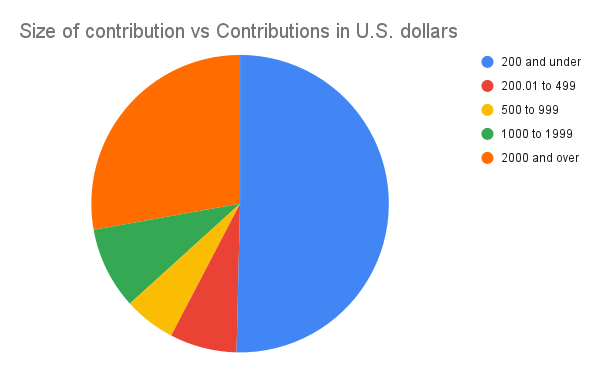 Size of contribution vs Contributions in U.S. dollars
200 and under
200.01 to 499
500 to 999
1000 to 1999
2000 and over